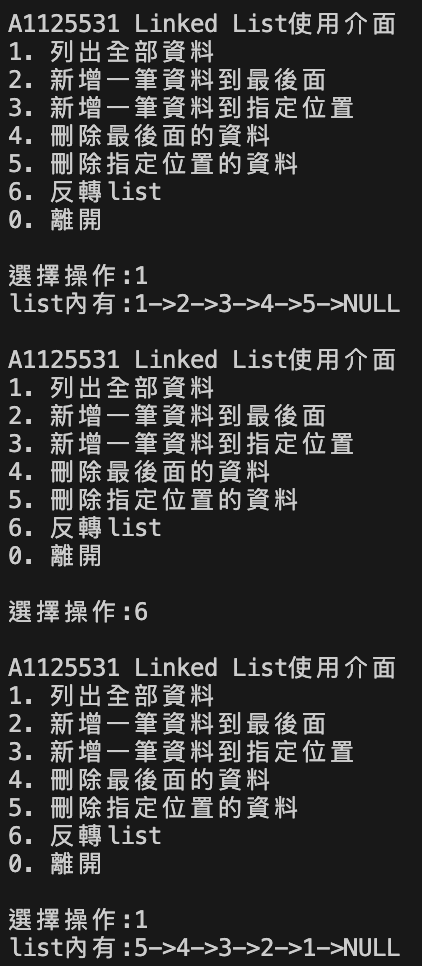 A1125531 Linked List使用介面
1. 列出全部資料
2. 新增一筆資料到最後面
3. 新增一筆資料到指定位置
4. 刪除最後面的資料
5. 刪除指定位置的資料
6. 反轉list
0. 離開
選擇操作:1
list內有:1->2->3->4->5->NULL
A1125531 Linked List使用介面
1. 列出全部資料
2. 新增一筆資料到最後面
3. 新增一筆資料到指定位置
4. 刪除最後面的資料
5. 刪除指定位置的資料
6. 反轉list
0. 離開
選擇操作:6
A1125531 Linked List使用介面
1. 列出全部資料
2. 新增一筆資料到最後面
3. 新增一筆資料到指定位置
4. 刪除最後面的資料
5. 刪除指定位置的資料
6. 反轉list
0. 離開
選擇操作:1
list內有:5->4->3->2->1->NULL